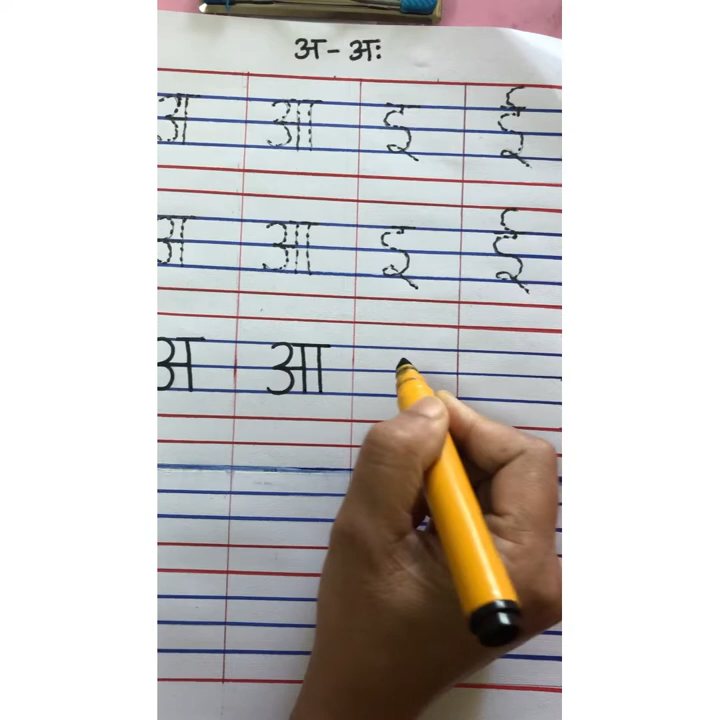 अ - अः
अ आ इ ई
अ आ इ ई
अ आ